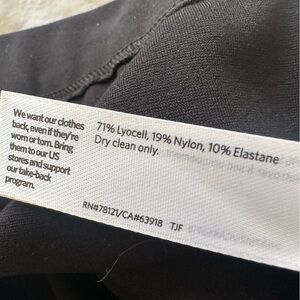 We want our clothes
back, even if they're
worn or torn. Bring
them to our US
stores and support
our take-back
program.
71% Lyocell, 19% Nylon, 10% Elastane
Dry clean only.
RN#78121/CA#63918 TJF